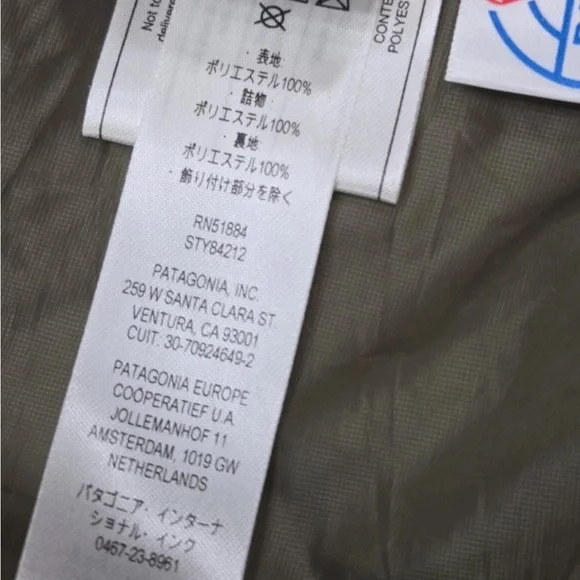 Not to
delivere
CONTE
POLYES
・表地:
ポリエステル100%
・詰物:
ポリエステル100%
・裏地:
ポリエステル100%
・飾り付け部分を除く
RN51884
STY84212
PATAGONIA, INC.
259 W SANTA CLARA ST.
VENTURA, CA 93001
CUIT: 30-70924649-2
PATAGONIA EUROPE
COÖPERATIEF U.A.
JOLLEMANHOF 11
AMSTERDAM, 1019 GW
NETHERLANDS
パタゴニア・インターナ
ショナル・インク
0467-23-8961